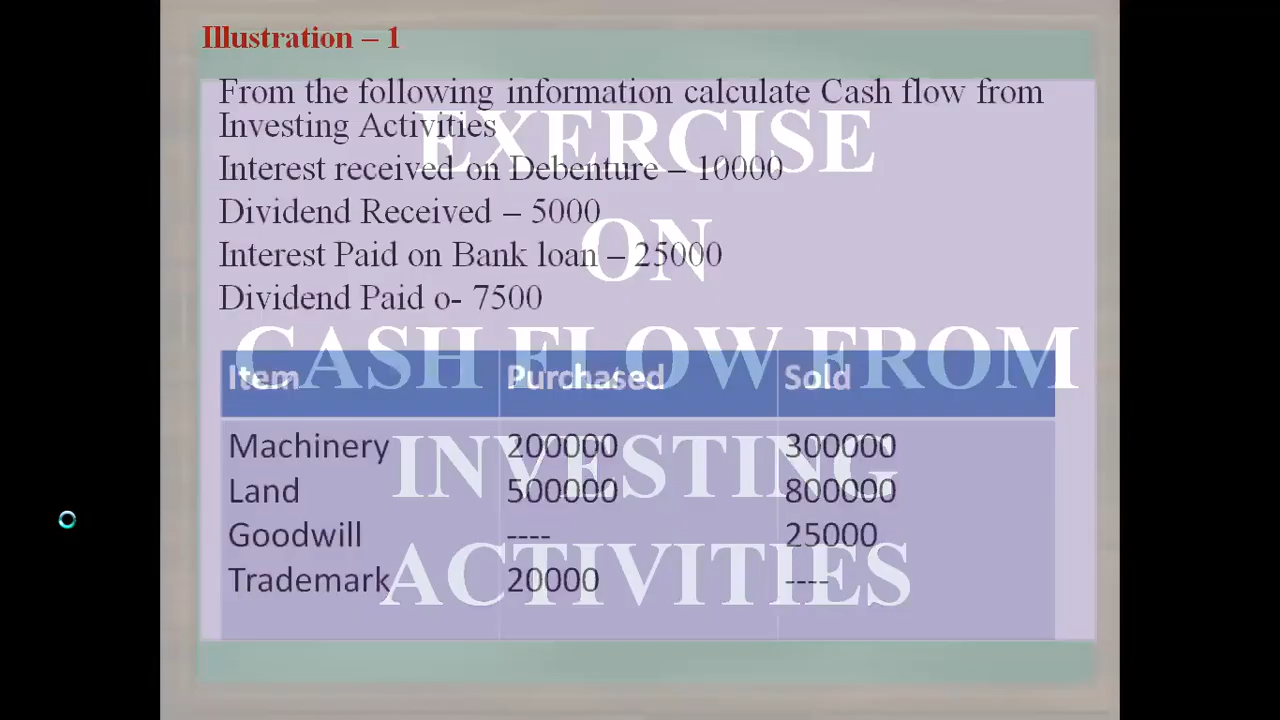 Illustration – 1
From the following information calculate Cash flow from
Investing Activities
Interest received on Debenture – 10000
Dividend Received – 5000
Interest Paid on Bank loan – 25000
Dividend Paid o- 7500
Item Purchased Sold
Machinery 200000 300000
Land 500000 800000
Goodwill ---- 25000
Trademark 20000 ----
EXERCISE
ON
CASH FLOW FROM
INVESTING
ACTIVITIES